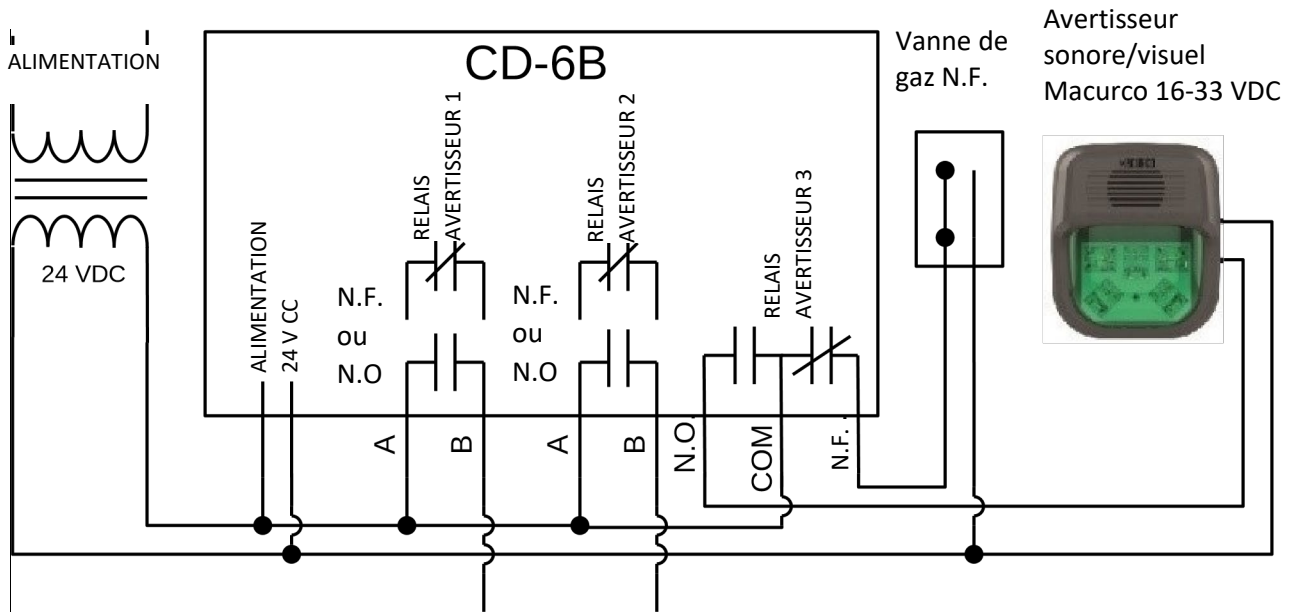 ALIMENTATION
24 VDC
CD-6B
ALIMENTATION
24 V CC
RELAIS
AVERTISSEUR 1
N.F.
ou
N.O
RELAIS
AVERTISSEUR 2
N.F.
ou
N.O
RELAIS
AVERTISSEUR 3
A
B
A
B
N.O.
COM
N.F. .
Vanne de
gaz N.F.
Avertisseur
sonore/visuel
Macurco 16-33 VDC